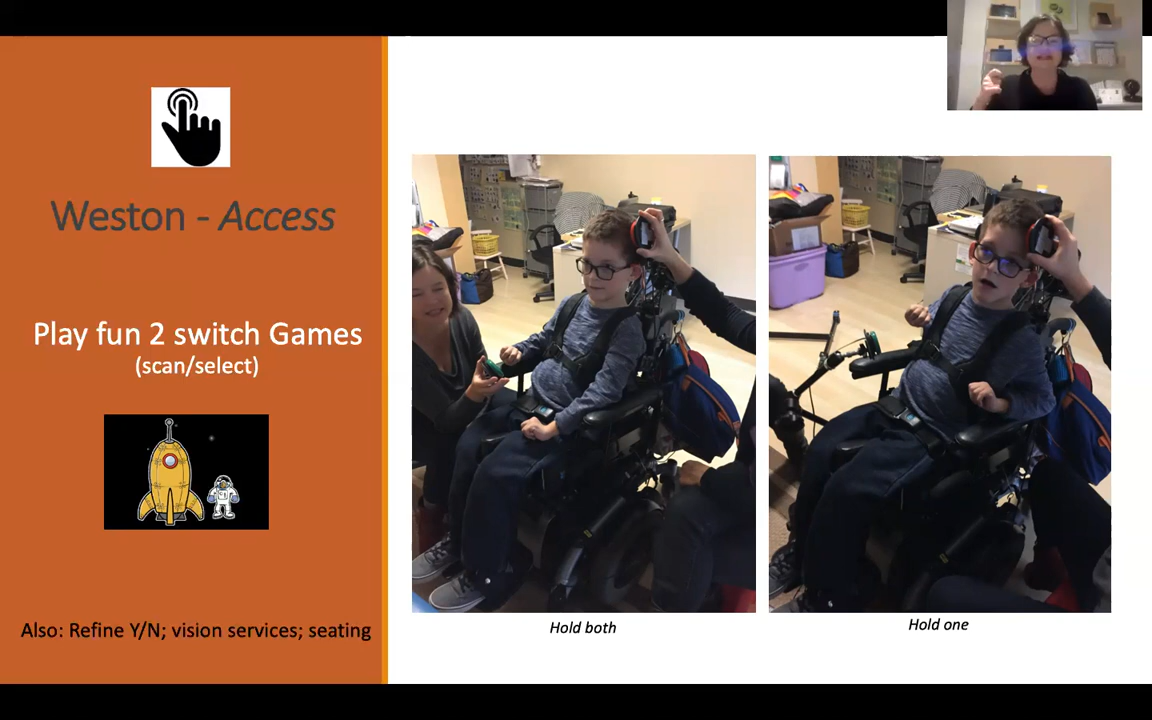 Weston - Access
Play fun 2 switch Games
(scan/select)
Also: Refine Y/N; vision services; seating
Hold both
Hold one